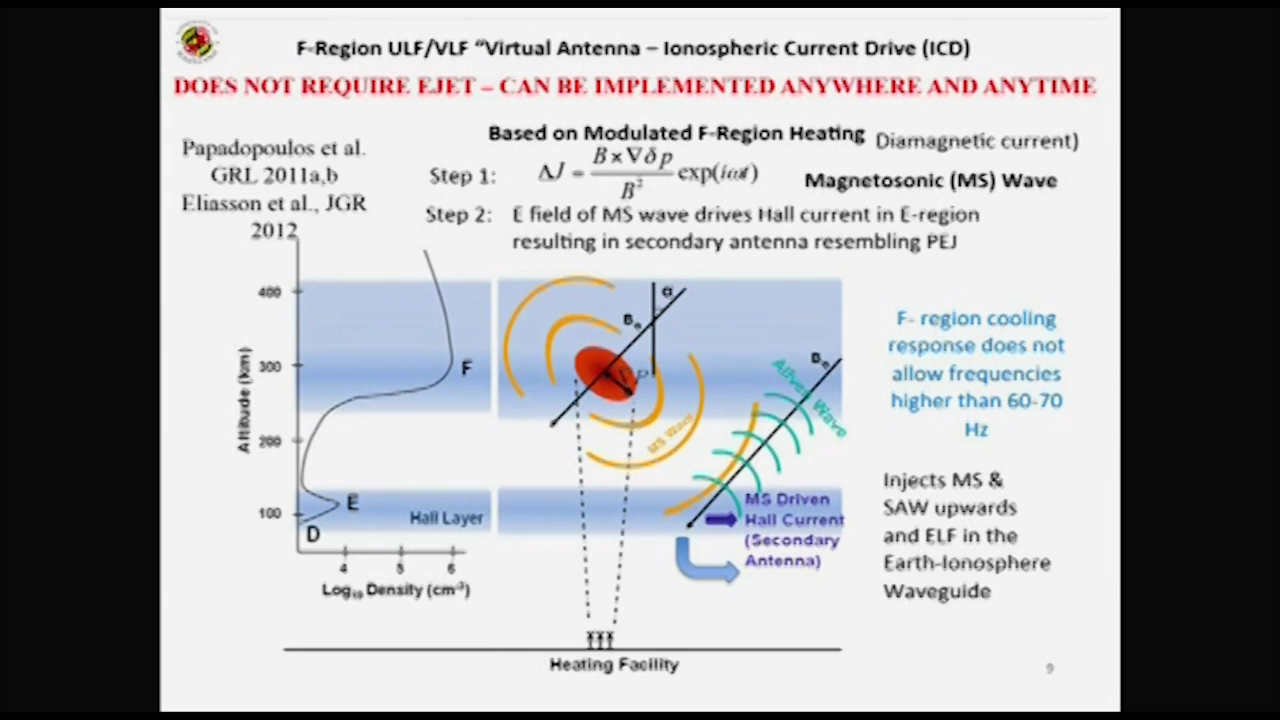 F-Region ULF/VLF "Virtual Antenna – Ionospheric Current Drive (ICD)
DOES NOT REQUIRE EJET – CAN BE IMPLEMENTED ANYWHERE AND ANYTIME
Based on Modulated F-Region Heating
Diamagnetic current)
Papadopoulos et al.
GRL 2011a,b
Eliasson et al., JGR
2012
Step 1: ΔJ = B×∇δp / B² exp(iωt)
Magnetosonic (MS) Wave
Step 2: E field of MS wave drives Hall current in E-region
resulting in secondary antenna resembling PEJ
400
300
200
100
Altitude (km)
F
E
D
Hall Layer
4 5 6
Log₁₀ Density (cm⁻³)
α
B₀
∇P
MS Wave
B₀
Alfven Wave
MS Driven
Hall Current
(Secondary
Antenna)
Heating Facility
F- region cooling
response does not
allow frequencies
higher than 60-70
Hz
Injects MS &
SAW upwards
and ELF in the
Earth-Ionosphere
Waveguide
9